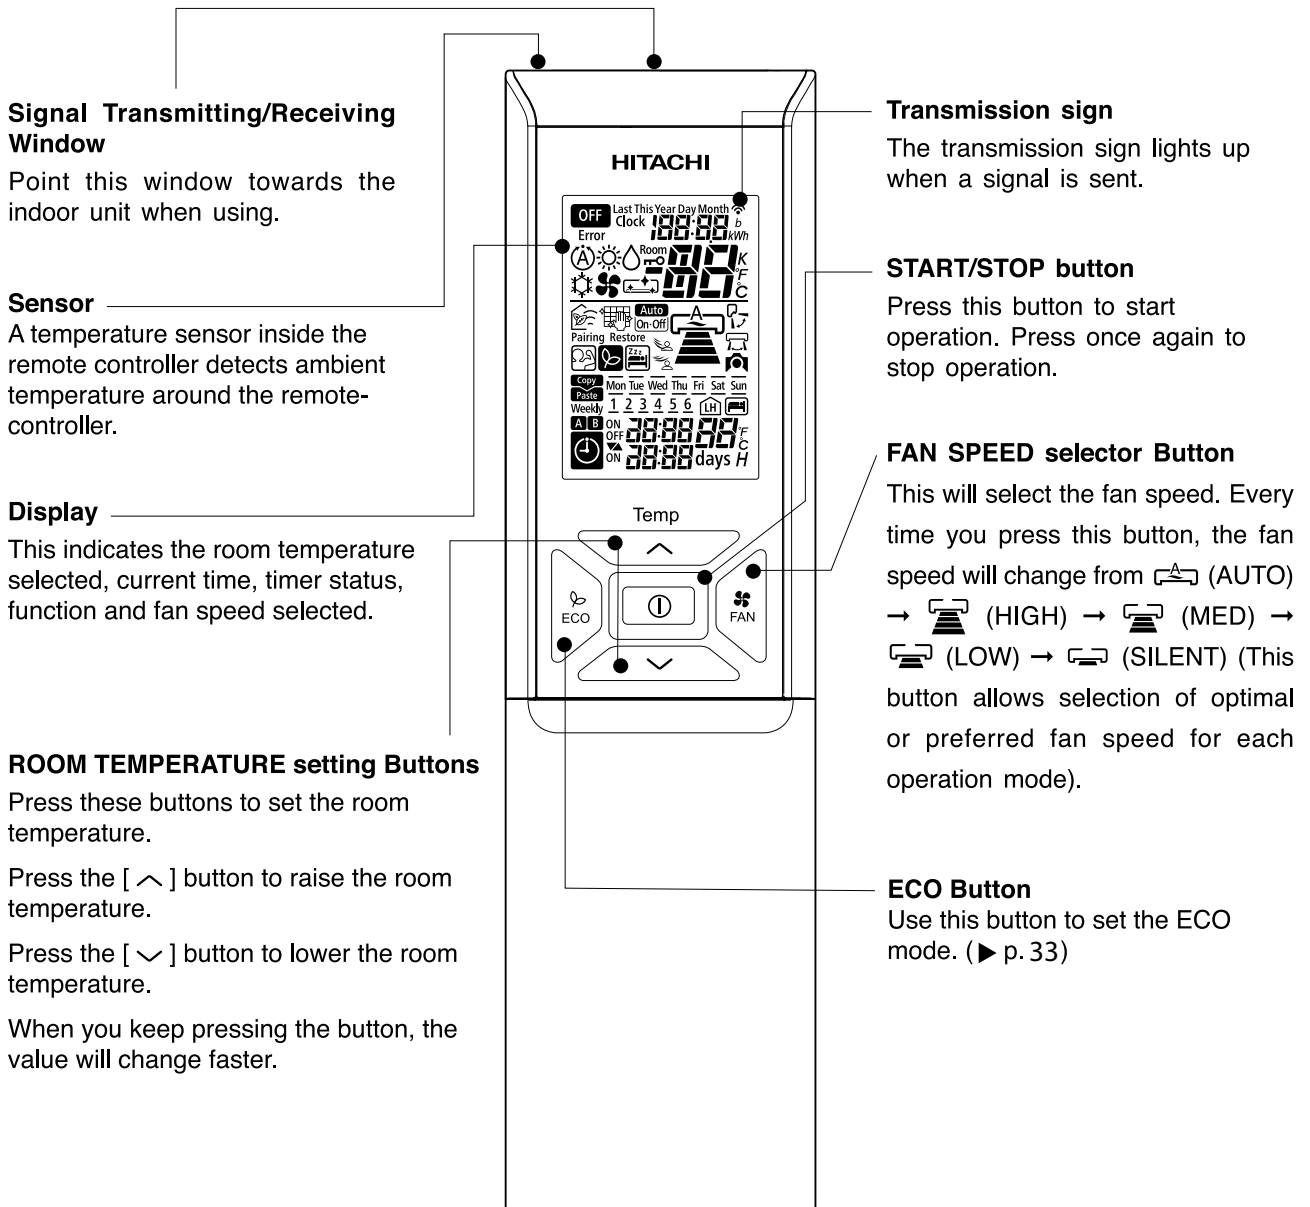 Signal Transmitting/Receiving
Window
Point this window towards the
indoor unit when using.
Sensor
A temperature sensor inside the
remote controller detects ambient
temperature around the remote-
controller.
Display
This indicates the room temperature
selected, current time, timer status,
function and fan speed selected.
ROOM TEMPERATURE setting Buttons
Press these buttons to set the room
temperature.
Press the [ ︿ ] button to raise the room
temperature.
Press the [ ﹀ ] button to lower the room
temperature.
When you keep pressing the button, the
value will change faster.
HITACHI
OFF Last This Year Day Month
Clock 188:88 b
Error kWh
A Room 88 K
°F
°C
Auto A
On·Off
Pairing Restore
Zzz
Copy Mon Tue Wed Thu Fri Sat Sun
Paste
Weekly 1 2 3 4 5 6 LH
A B ON 28:88 88 °F
OFF °C
ON 28:88 days H
Temp
ECO
FAN
Transmission sign
The transmission sign lights up
when a signal is sent.
START/STOP button
Press this button to start
operation. Press once again to
stop operation.
FAN SPEED selector Button
This will select the fan speed. Every
time you press this button, the fan
speed will change from A (AUTO)
→ (HIGH) → (MED) →
(LOW) → (SILENT) (This
button allows selection of optimal
or preferred fan speed for each
operation mode).
ECO Button
Use this button to set the ECO
mode. (▶ p. 33)